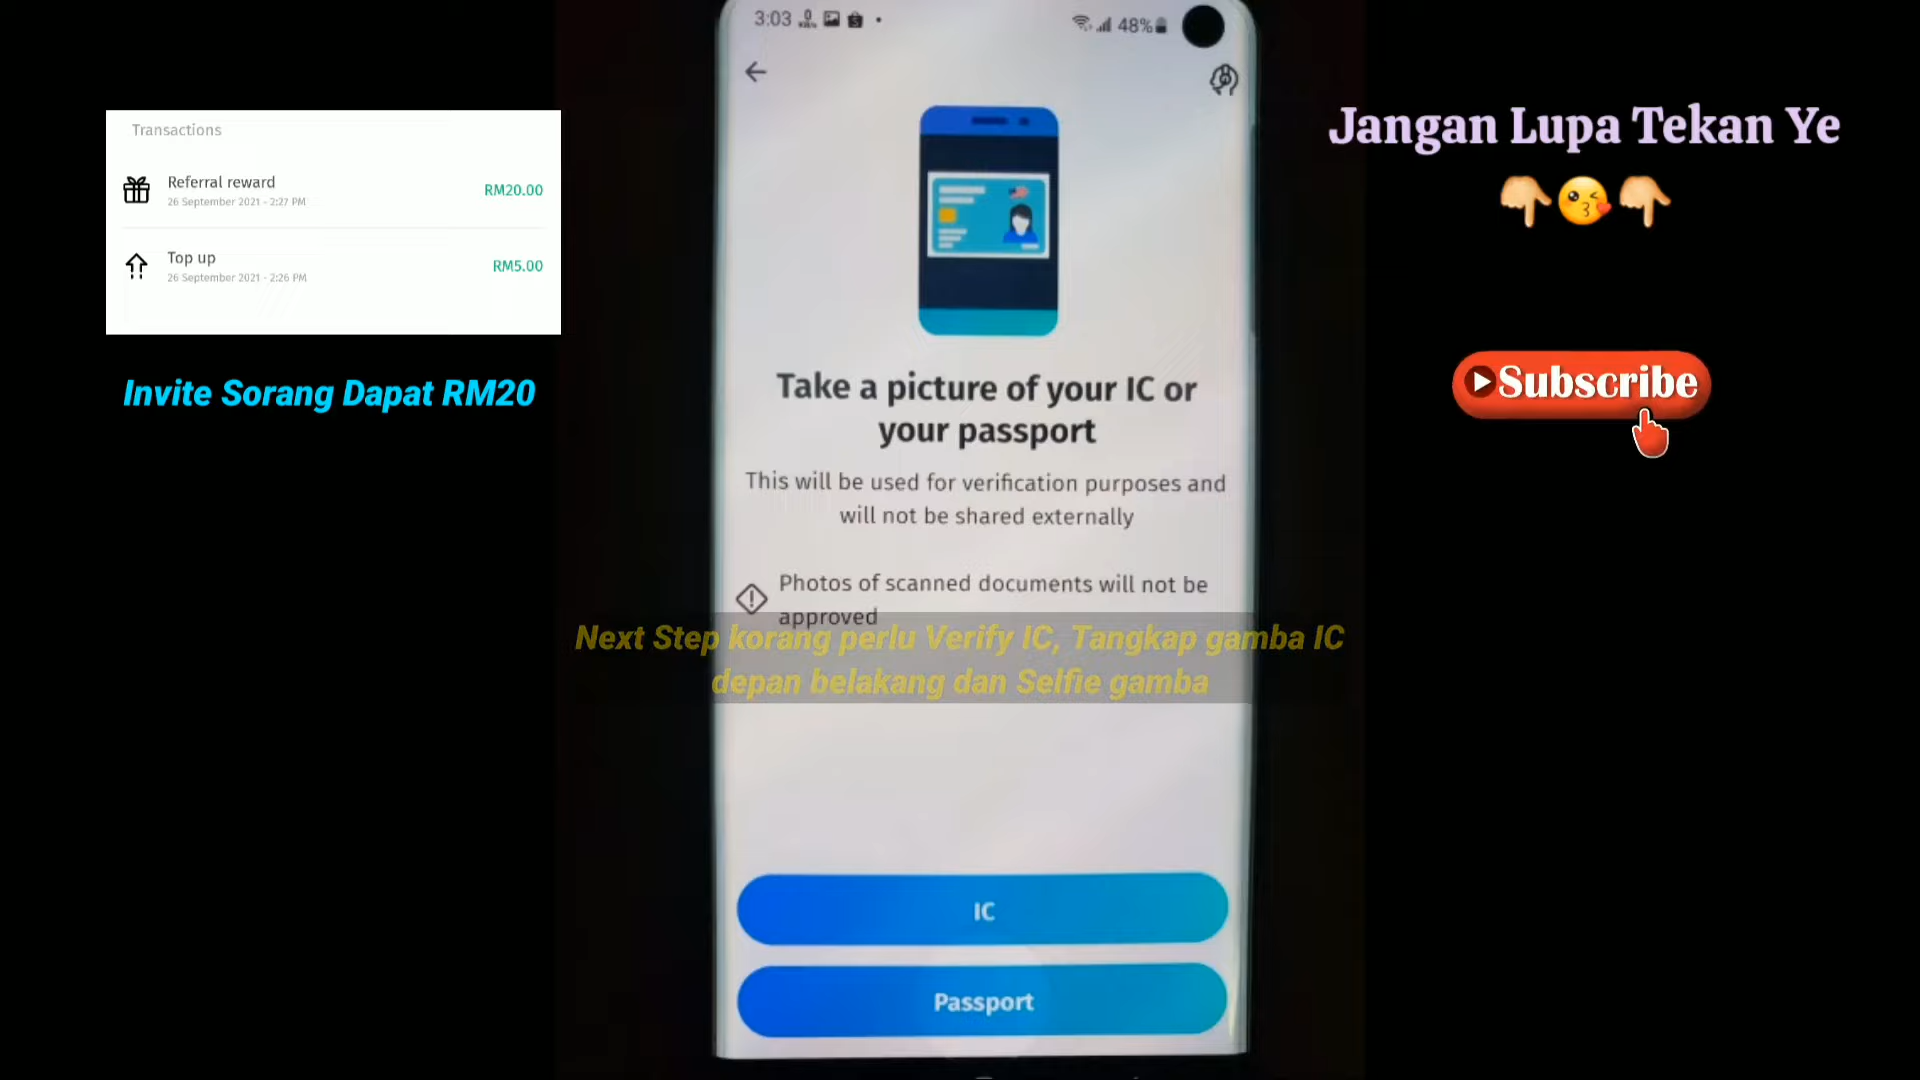 3:03
48%
Transactions
Referral reward
RM20.00
26 September 2021 - 2:27 PM
Top up
RM5.00
26 September 2021 - 2:26 PM
Invite Sorang Dapat RM20
Take a picture of your IC or
your passport
This will be used for verification purposes and
will not be shared externally
Photos of scanned documents will not be
approved
Next Step korang perlu Verify IC, Tangkap gamba IC
depan belakang dan Selfie gamba
IC
Passport
Jangan Lupa Tekan Ye
Subscribe